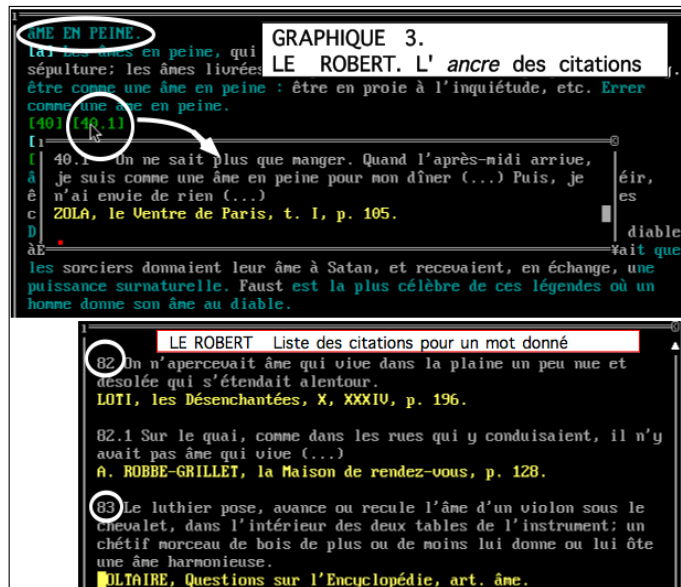 ÂME EN PEINE.
GRAPHIQUE 3.
[a] Les âmes en peine, qui
LE ROBERT. L' ancre des citations
sépulture; les âmes livrées
être comme une âme en peine : être en proie à l'inquiétude, etc. Errer
comme une âme en peine.
[40] [40.1]
40.1 On ne sait plus que manger. Quand l'après-midi arrive,
je suis comme une âme en peine pour mon dîner (...) Puis, je
éir,
n'ai envie de rien (...)
es
ZOLA, le Ventre de Paris, t. I, p. 105.
diable
ait que
les sorciers donnaient leur âme à Satan, et recevaient, en échange, une
puissance surnaturelle. Faust est la plus célèbre de ces légendes où un
homme donne son âme au diable.
LE ROBERT Liste des citations pour un mot donné
82 On n'apercevait âme qui vive dans la plaine un peu nue et
désolée qui s'étendait alentour.
LOTI, les Désenchantées, X, XXXIV, p. 196.
82.1 Sur le quai, comme dans les rues qui y conduisaient, il n'y
avait pas âme qui vive (...)
A. ROBBE-GRILLET, la Maison de rendez-vous, p. 128.
83 Le luthier pose, avance ou recule l'âme d'un violon sous le
chevalet, dans l'intérieur des deux tables de l'instrument; un
chétif morceau de bois de plus ou de moins lui donne ou lui ôte
une âme harmonieuse.
OLTAIRE, Questions sur l'Encyclopédie, art. âme.